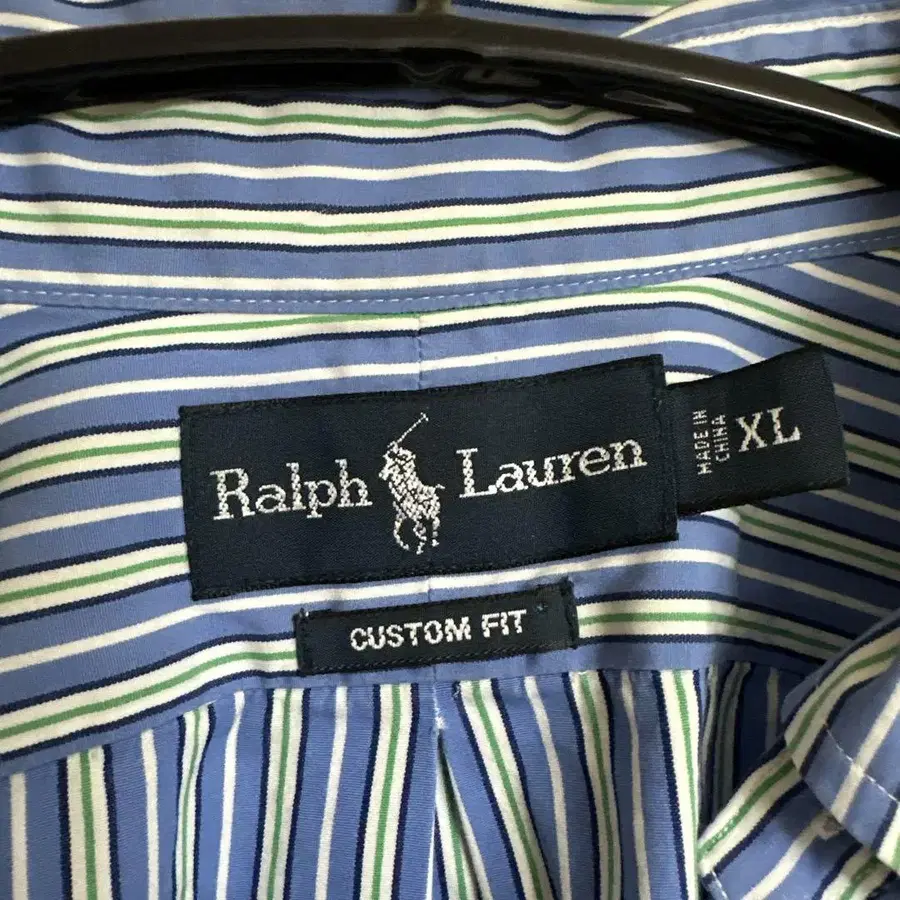 Ralph Lauren
MADE IN
CHINA
XL
CUSTOM FIT